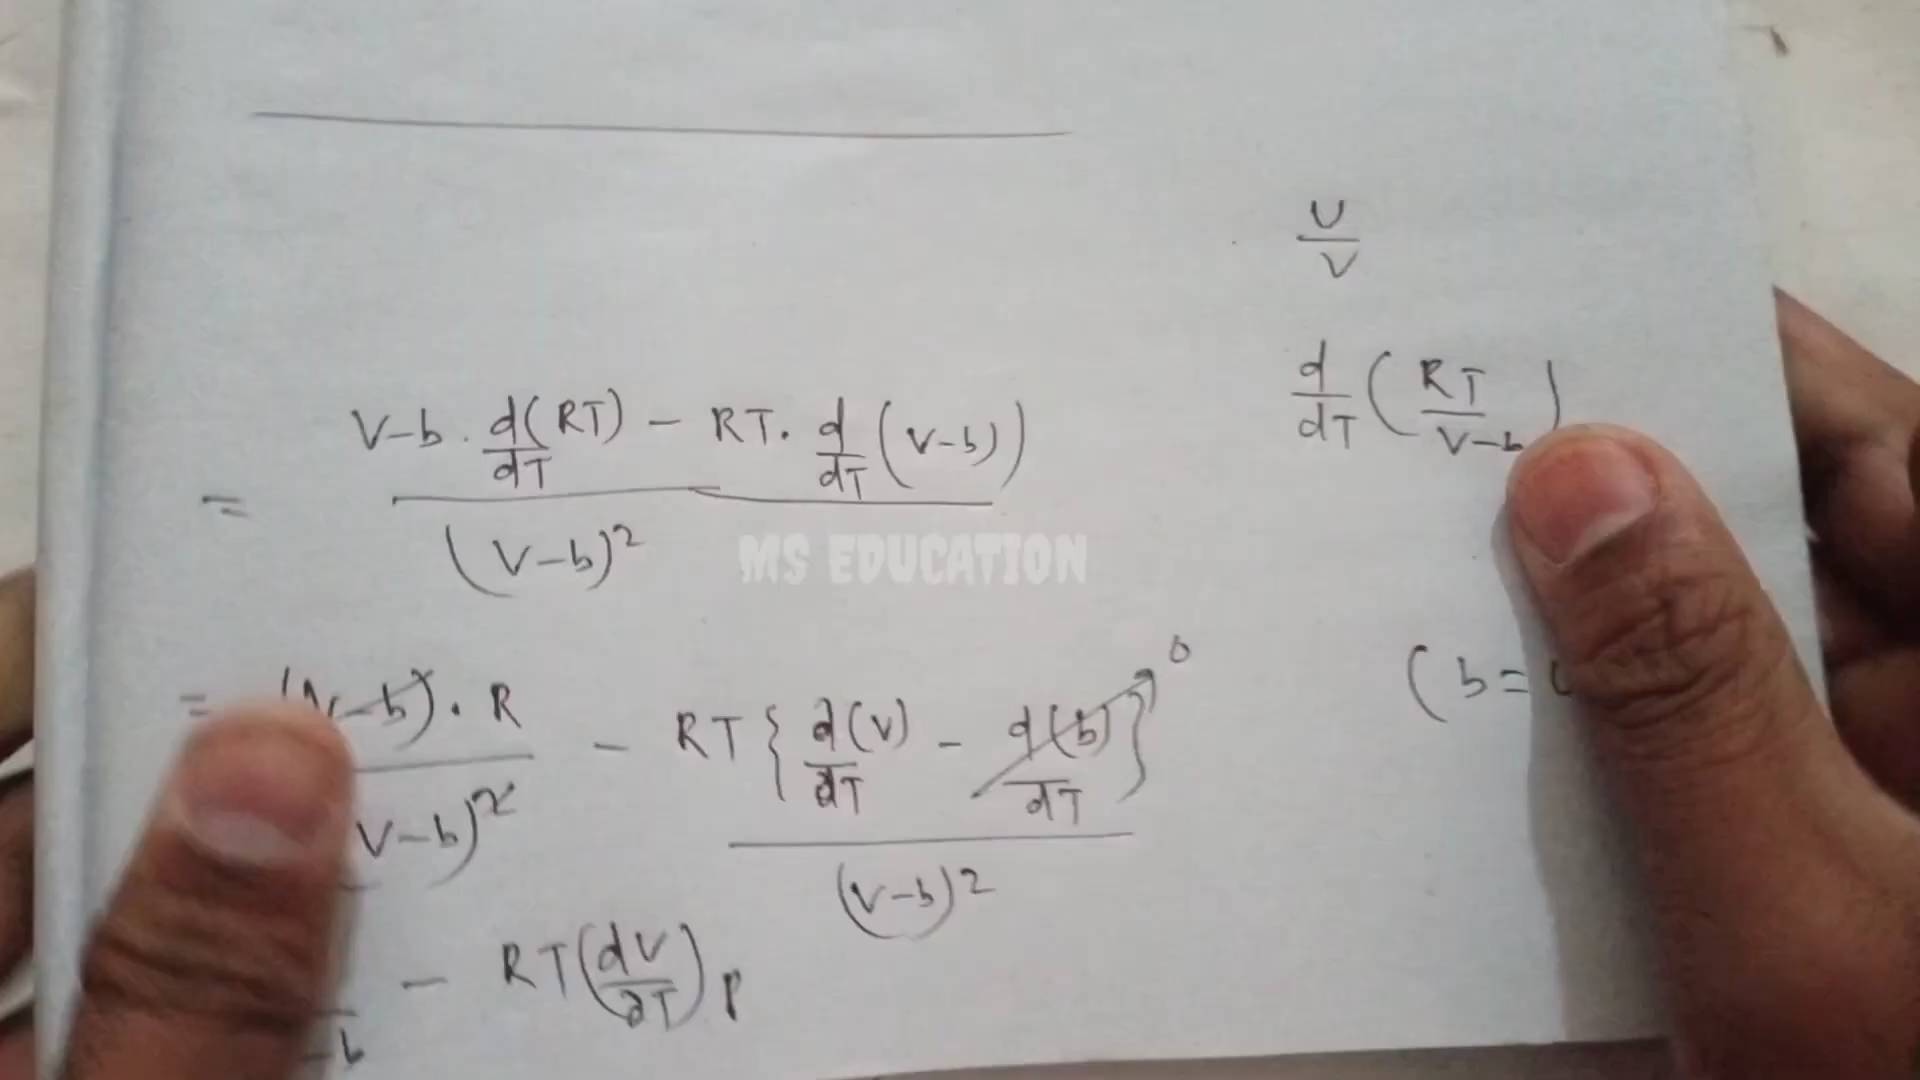 U/V
d/dT (RT/V-b)
= V-b . d(RT)/dT - RT. d/dT (V-b)) / (V-b)²
MS EDUCATION
= (V-b) . R / V-b)² - RT { d(V)/dT - d(b)/dT }⁰ / (V-b)²
(b=
-b - RT (dV/dT) P